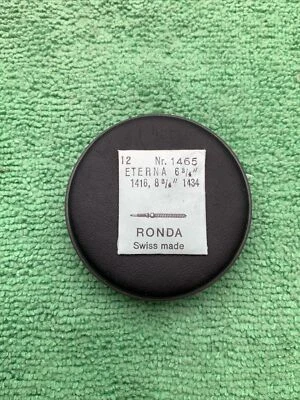 12 Nr. 1465
ETERNA 6 3/4"
1416, 8 3/4" 1434
RONDA
Swiss made